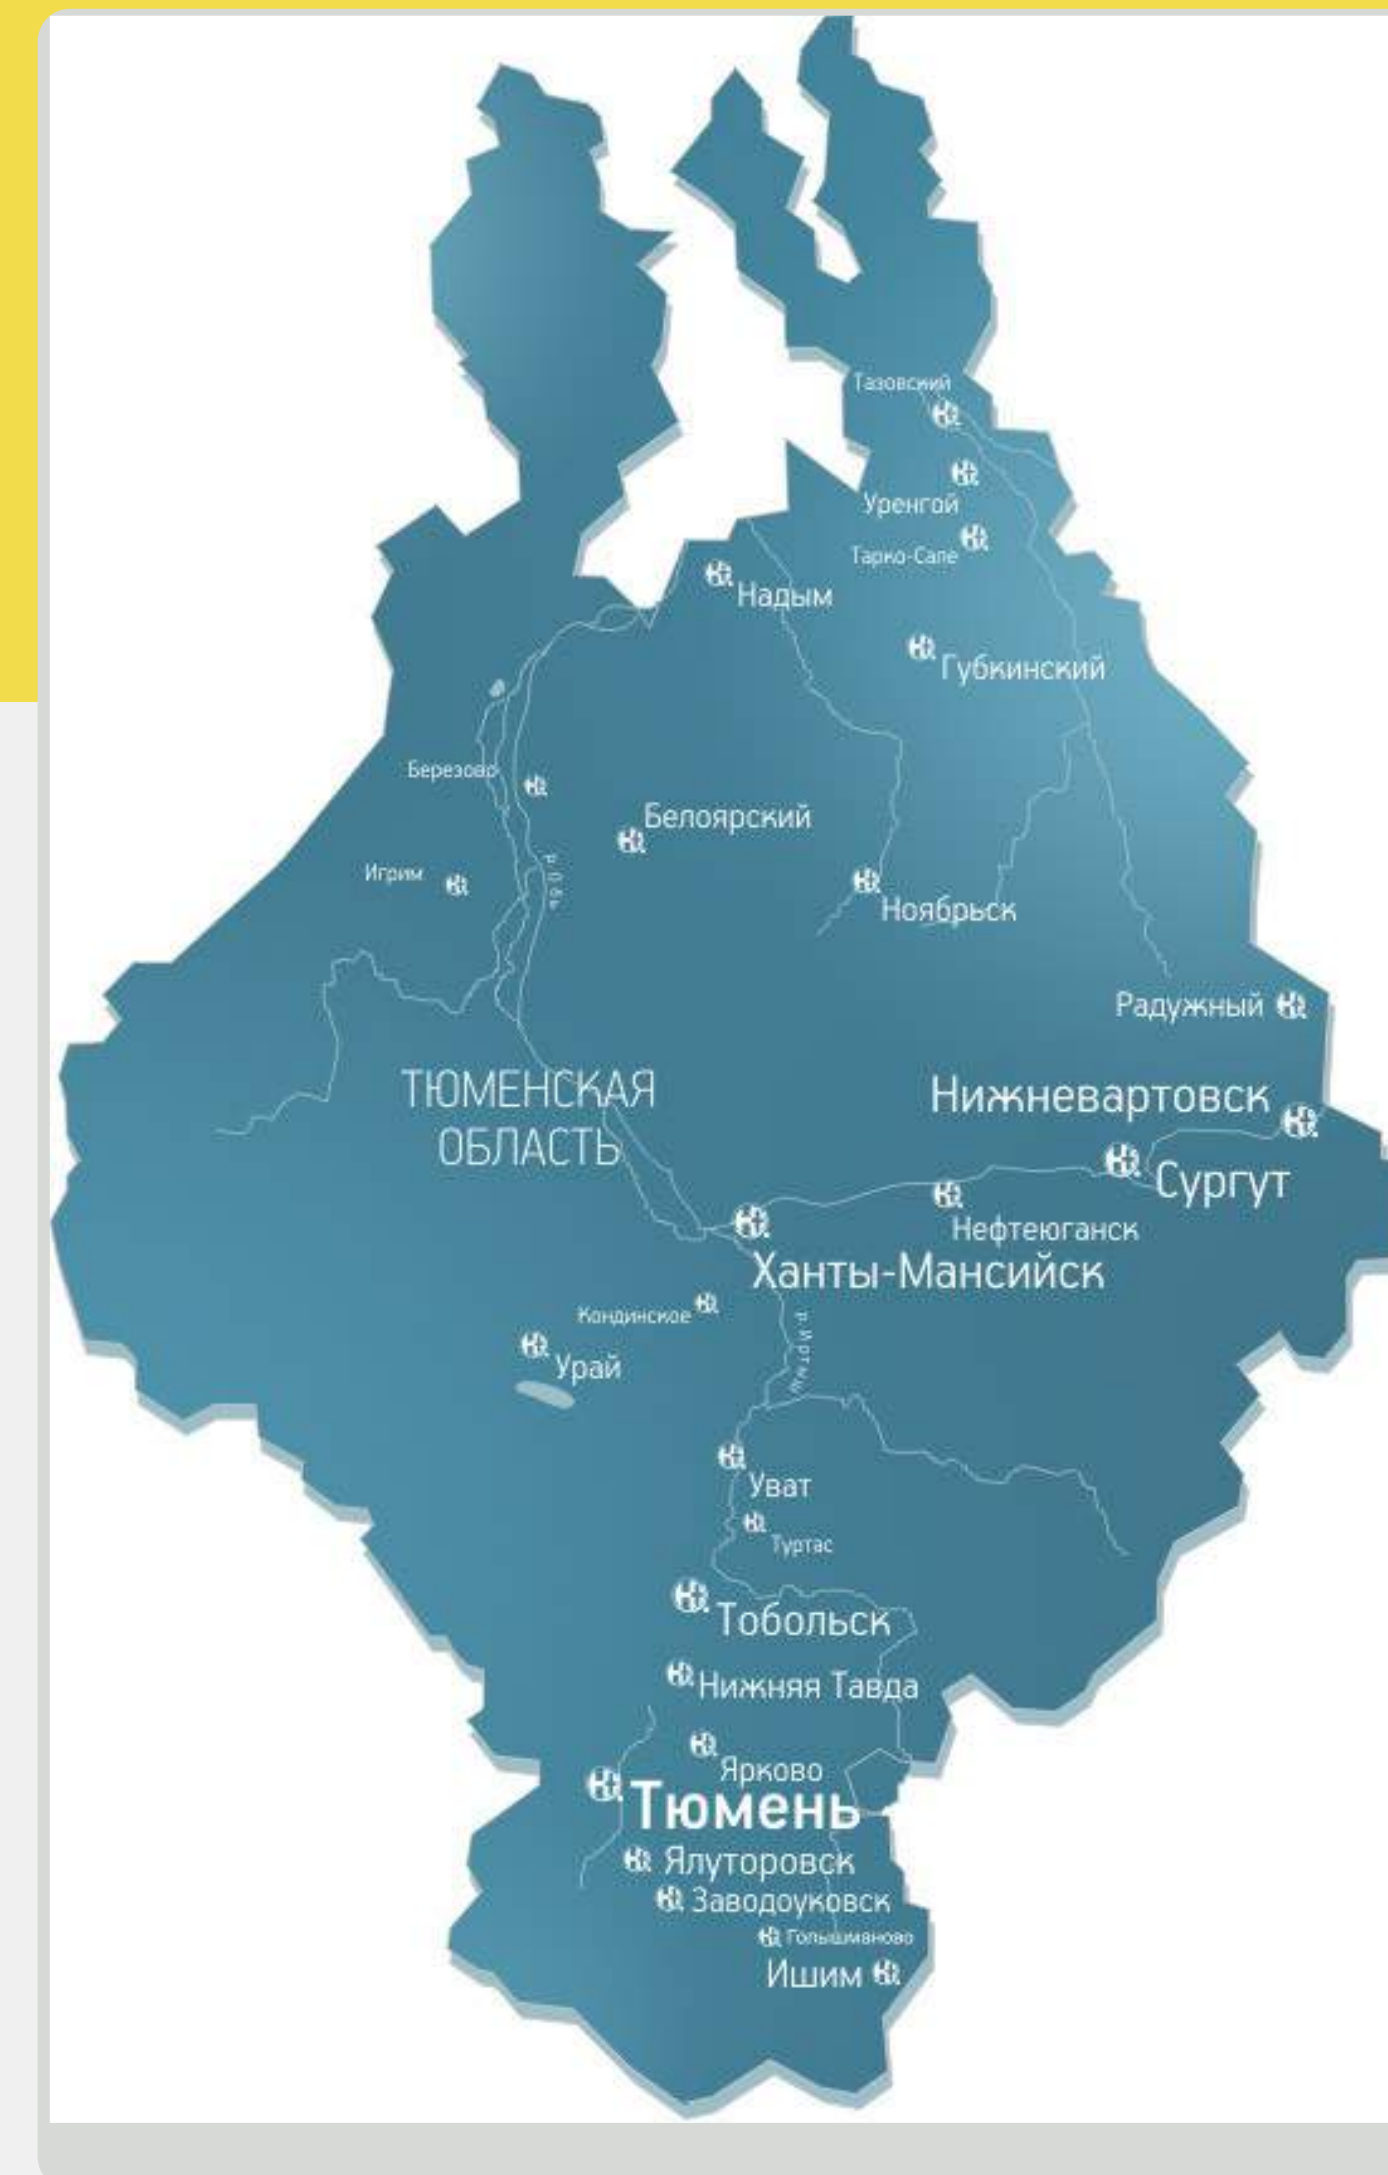 Тазовский
Уренгой
Тарко-Сале
Надым
Губкинский
Березово
Белоярский
р.Обь
Игрим
Ноябрьск
Радужный
ТЮМЕНСКАЯ
ОБЛАСТЬ
Нижневартовск
Сургут
Нефтеюганск
Ханты-Мансийск
Кондинское
р.Иртыш
Урай
Уват
Туртас
Тобольск
Нижняя Тавда
Ярково
Тюмень
Ялуторовск
Заводоуковск
Голышманово
Ишим